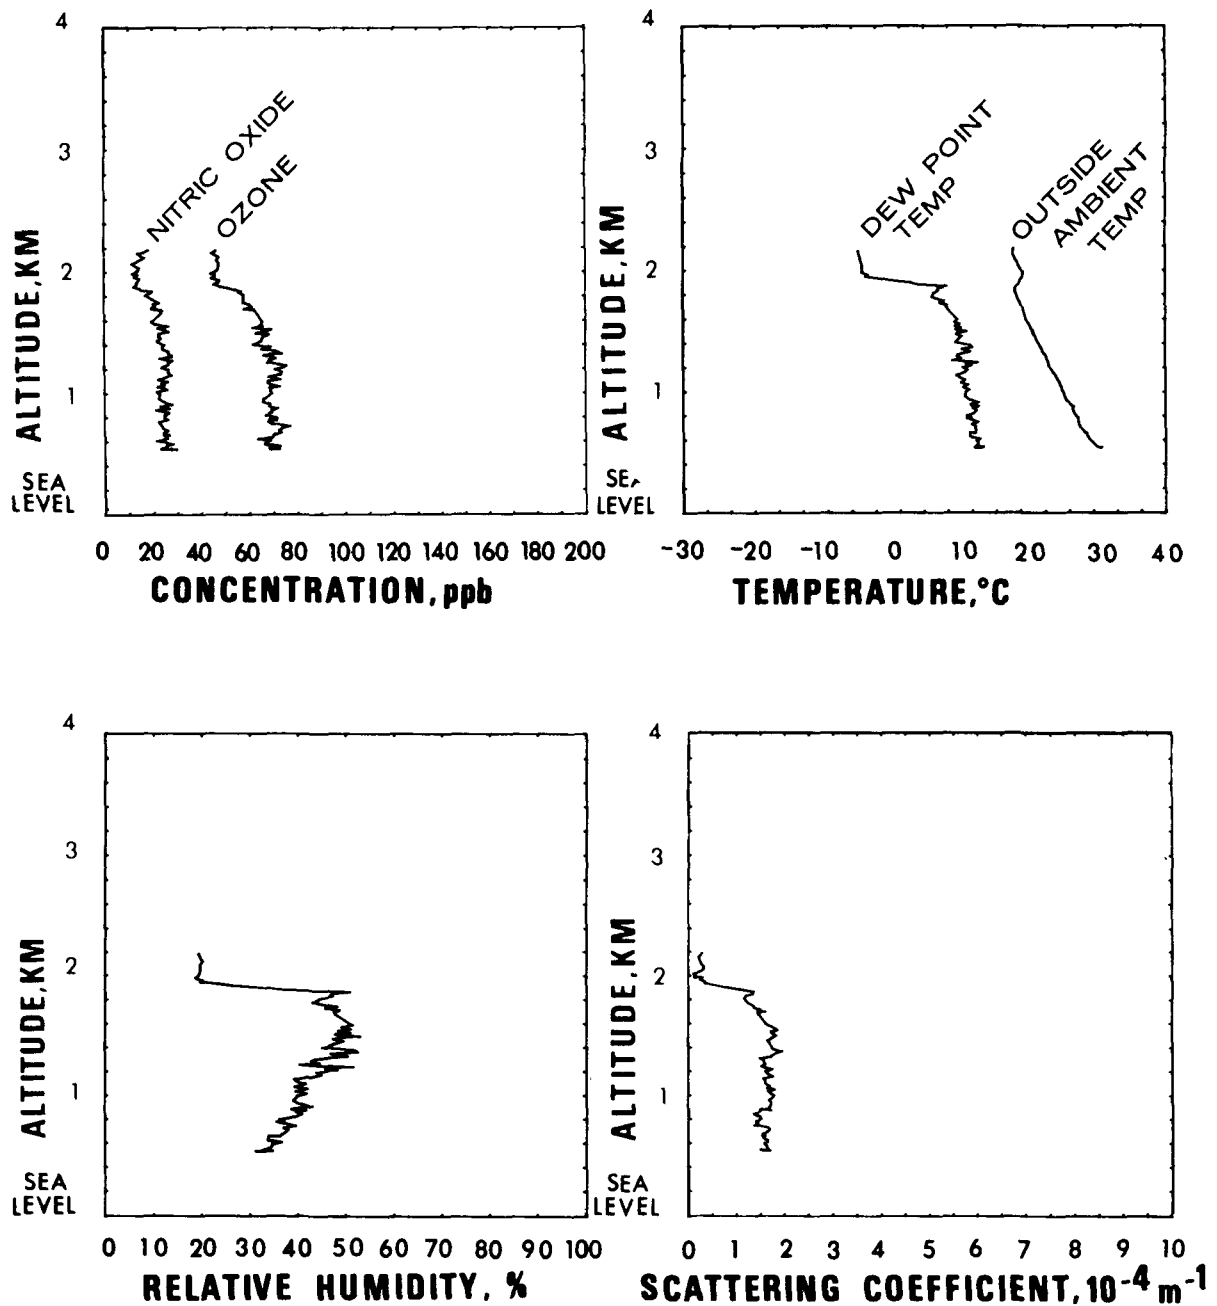 4
3
2
1
ALTITUDE, KM
SEA
LEVEL
NITRIC OXIDE
OZONE
0 20 40 60 80 100 120 140 160 180 200
CONCENTRATION, ppb
4
3
2
1
ALTITUDE, KM
SEA
LEVEL
DEW POINT
TEMP
OUTSIDE
AMBIENT
TEMP
-30 -20 -10 0 10 20 30 40
TEMPERATURE, °C
4
3
2
1
ALTITUDE, KM
SEA
LEVEL
0 10 20 30 40 50 60 70 80 90 100
RELATIVE HUMIDITY, %
4
3
2
1
ALTITUDE, KM
SEA
LEVEL
0 1 2 3 4 5 6 7 8 9 10
SCATTERING COEFFICIENT, 10⁻⁴ m⁻¹